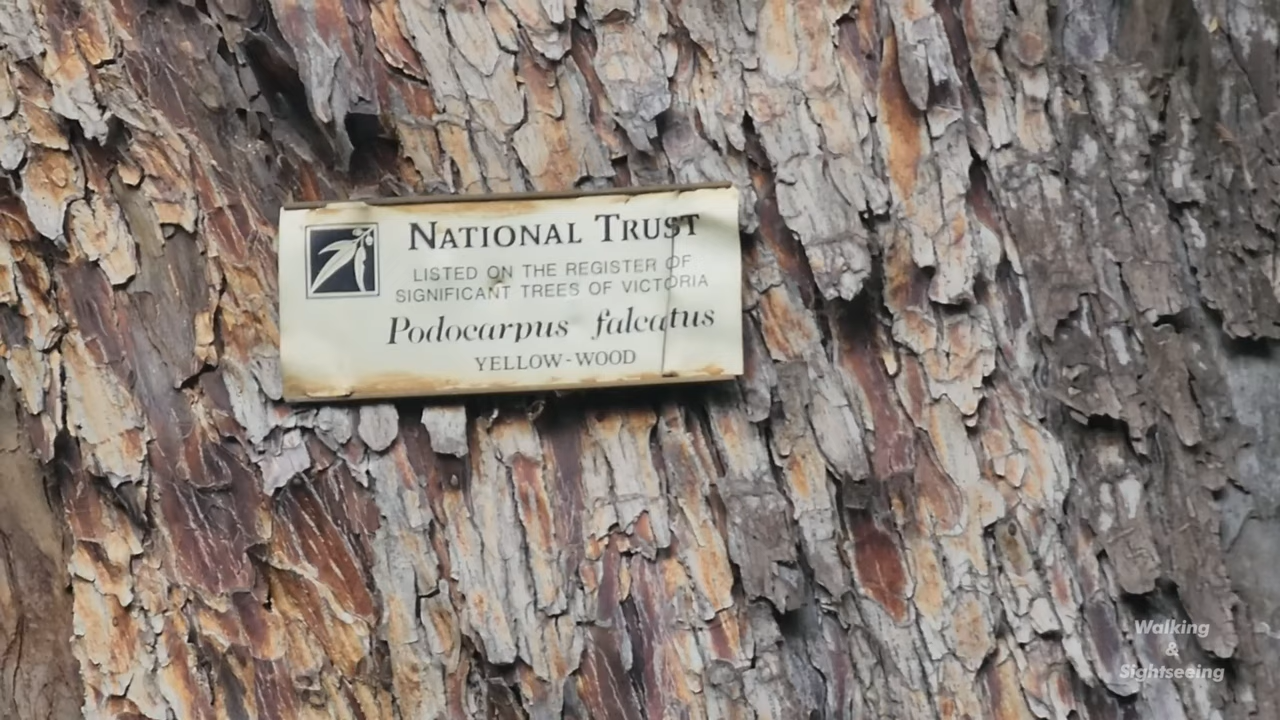 NATIONAL TRUST
LISTED ON THE REGISTER OF
SIGNIFICANT TREES OF VICTORIA
Podocarpus falcatus
YELLOW-WOOD
Walking
&
Sightseeing